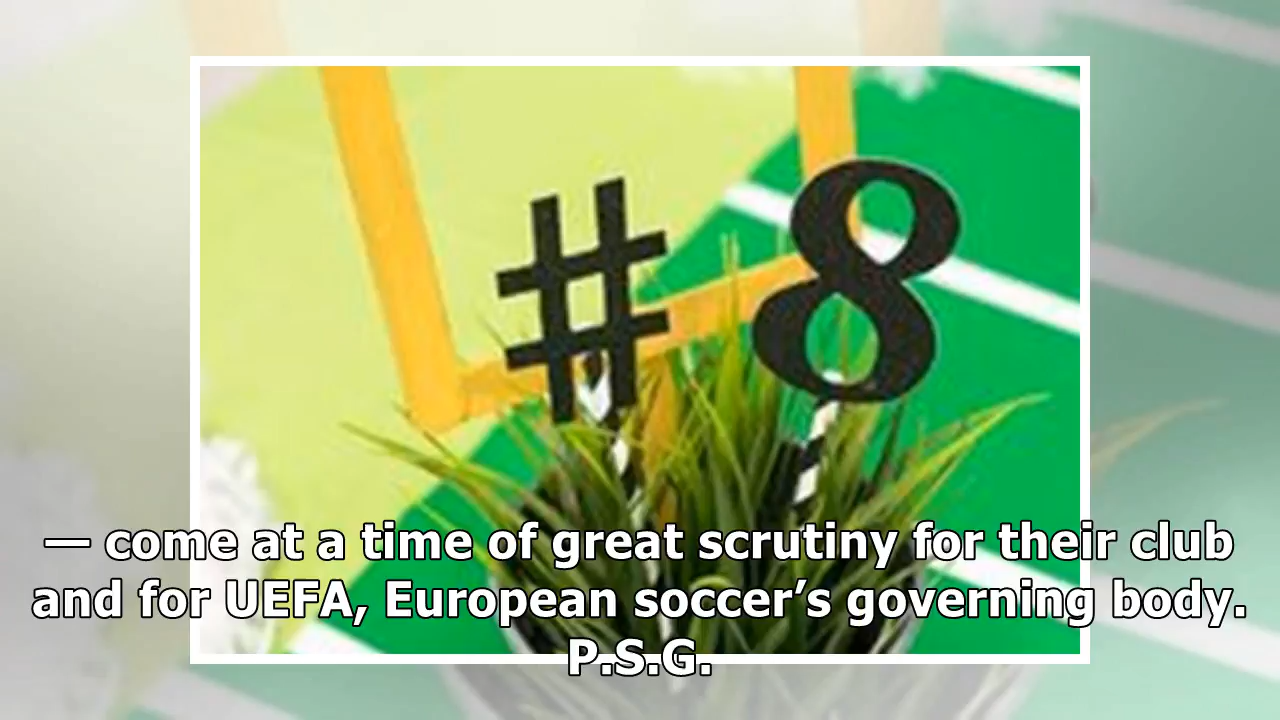 #8
— come at a time of great scrutiny for their club
and for UEFA, European soccer’s governing body.
P.S.G.